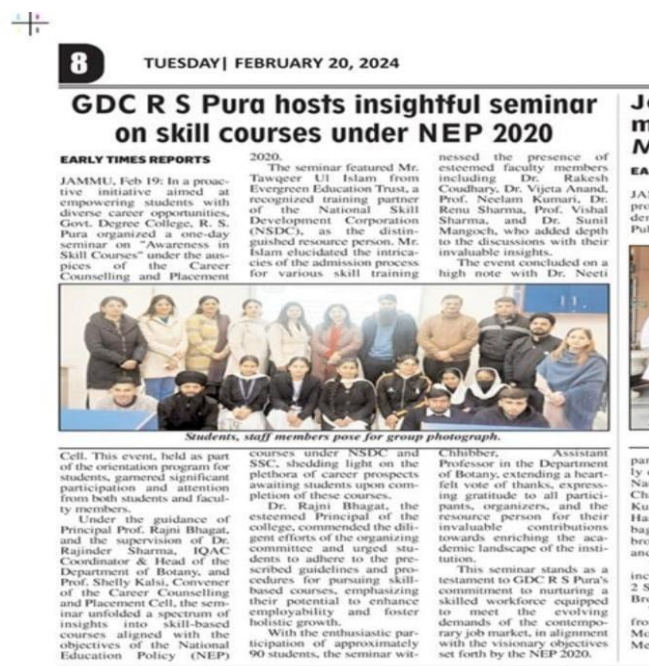 8
TUESDAY| FEBRUARY 20, 2024
GDC R S Pura hosts insightful seminar
on skill courses under NEP 2020
EARLY TIMES REPORTS
JAMMU, Feb 19: In a proac-
tive initiative aimed at
empowering students with
diverse career opportunities,
Govt. Degree College, R. S.
Pura organized a one-day
seminar on "Awareness in
Skill Courses" under the aus-
pices of the Career
Counselling and Placement
Cell. This event, held as part
of the orientation program for
students, garnered significant
participation and attention
from both students and facul-
ty members.
Under the guidance of
Principal Prof. Rajni Bhagat,
and the supervision of Dr.
Rajinder Sharma, IQAC
Coordinator & Head of the
Department of Botany, and
Prof. Shelly Kalsi, Convener
of the Career Counselling
and Placement Cell, the sem-
inar unfolded a spectrum of
insights into skill-based
courses aligned with the
objectives of the National
Education Policy (NEP)
2020.
The seminar featured Mr.
Tawqeer Ul Islam from
Evergreen Education Trust, a
recognized training partner
of the National Skill
Development Corporation
(NSDC), as the distin-
guished resource person. Mr.
Islam elucidated the intrica-
cies of the admission process
for various skill training
courses under NSDC and
SSC, shedding light on the
plethora of career prospects
awaiting students upon com-
pletion of these courses.
Dr. Rajni Bhagat, the
esteemed Principal of the
college, commended the dili-
gent efforts of the organizing
committee and urged stu-
dents to adhere to the pre-
scribed guidelines and pro-
cedures for pursuing skill-
based courses, emphasizing
their potential to enhance
employability and foster
holistic growth.
With the enthusiastic par-
ticipation of approximately
90 students, the seminar wit-
nessed the presence of
esteemed faculty members
including Dr. Rakesh
Coudhary, Dr. Vijeta Anand,
Prof. Neelam Kumari, Dr.
Renu Sharma, Prof. Vishal
Sharma, and Dr. Sunil
Mangoch, who added depth
to the discussions with their
invaluable insights.
The event concluded on a
high note with Dr. Neeti
Chhibber, Assistant
Professor in the Department
of Botany, extending a heart-
felt vote of thanks, express-
ing gratitude to all partici-
pants, organizers, and the
resource person for their
invaluable contributions
towards enriching the aca-
demic landscape of the insti-
tution.
This seminar stands as a
testament to GDC R S Pura's
commitment to nurturing a
skilled workforce equipped
to meet the evolving
demands of the contempo-
rary job market, in alignment
with the visionary objectives
set forth by the NEP 2020.
Students, staff members pose for group photograph.